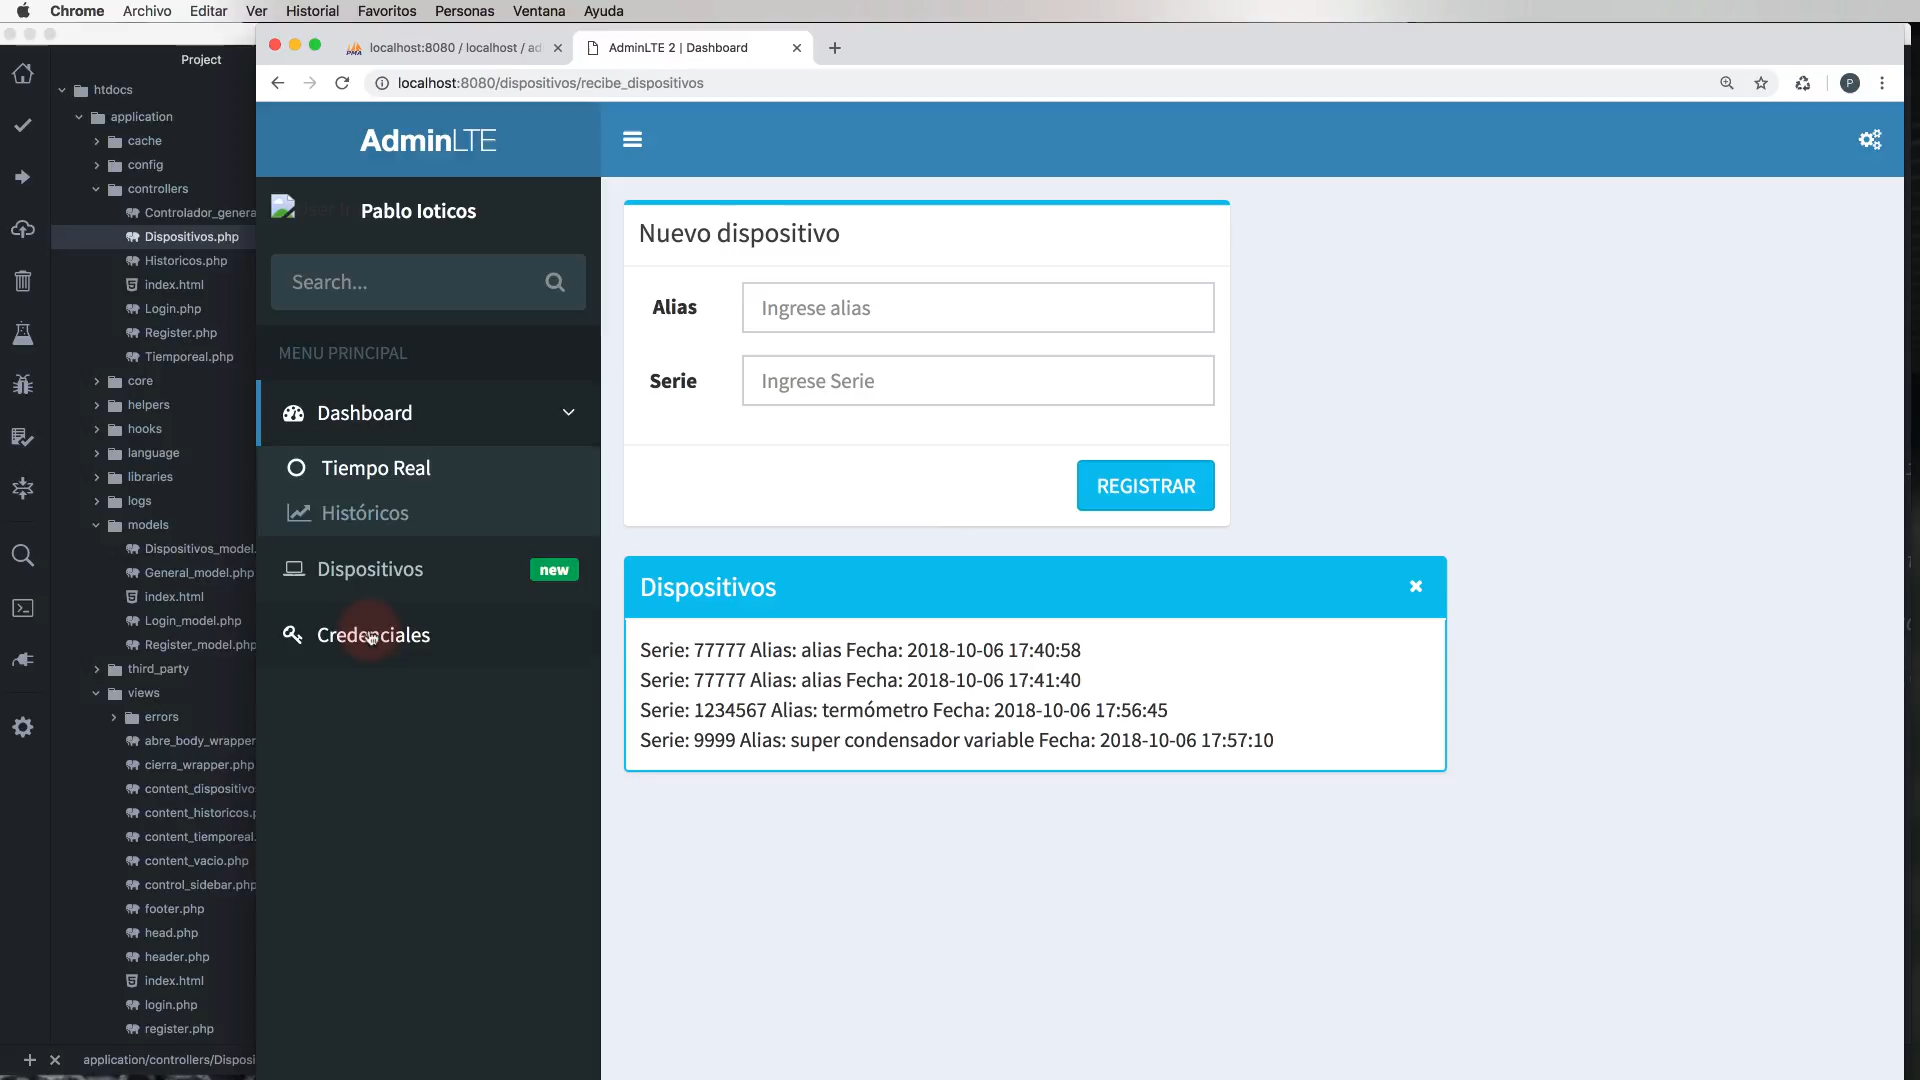 Chrome Archivo Editar Ver Historial Favoritos Personas Ventana Ayuda
Project
htdocs
application
cache
config
controllers
Controlador_genera
Dispositivos.php
Historicos.php
index.html
Login.php
Register.php
Tiemporeal.php
core
helpers
hooks
language
libraries
logs
models
Dispositivos_model.
General_model.php
index.html
Login_model.php
Register_model.php
third_party
views
errors
abre_body_wrapper
cierra_wrapper.php
content_dispositivo
content_historicos.p
content_tiemporeal.
content_vacio.php
control_sidebar.php
footer.php
head.php
header.php
index.html
login.php
register.php
application/controllers/Disposi
localhost:8080 / localhost / ad
AdminLTE 2 | Dashboard
localhost:8080/dispositivos/recibe_dispositivos
P
AdminLTE
Pablo Ioticos
Search...
MENU PRINCIPAL
Dashboard
Tiempo Real
Históricos
Dispositivos new
Credenciales
Nuevo dispositivo
Alias Ingrese alias
Serie Ingrese Serie
REGISTRAR
Dispositivos
Serie: 77777 Alias: alias Fecha: 2018-10-06 17:40:58
Serie: 77777 Alias: alias Fecha: 2018-10-06 17:41:40
Serie: 1234567 Alias: termómetro Fecha: 2018-10-06 17:56:45
Serie: 9999 Alias: super condensador variable Fecha: 2018-10-06 17:57:10